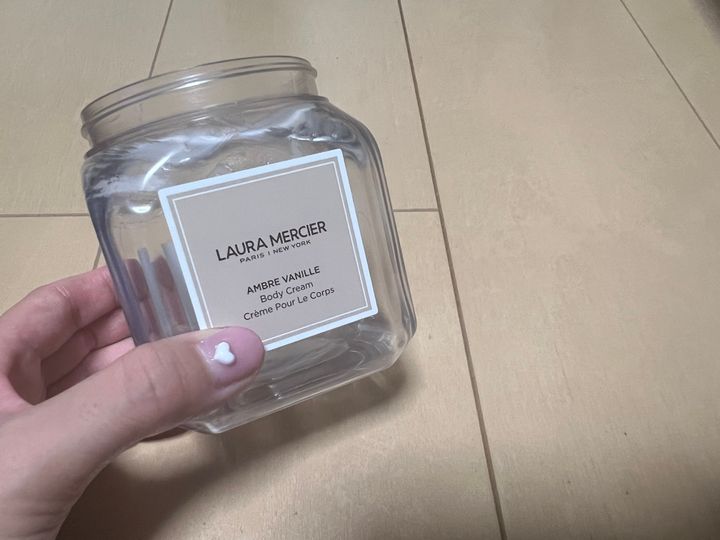 LAURA MERCIER
PARIS | NEW YORK
AMBRE VANILLE
Body Cream
Crème Pour Le Corps